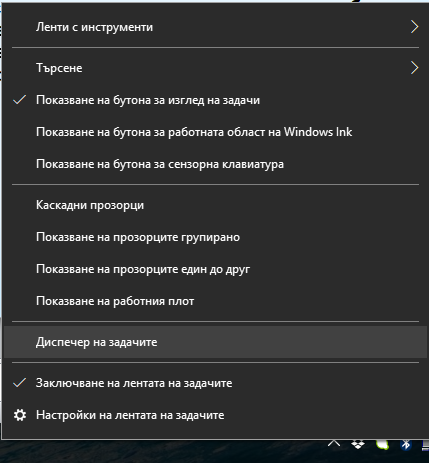 Ленти с инструменти
Търсене
Показване на бутона за изглед на задачи
Показване на бутона за работната област на Windows Ink
Показване на бутона за сензорна клавиатура
Каскадни прозорци
Показване на прозорците групирано
Показване на прозорците един до друг
Показване на работния плот
Диспечер на задачите
Заключване на лентата на задачите
Настройки на лентата на задачите